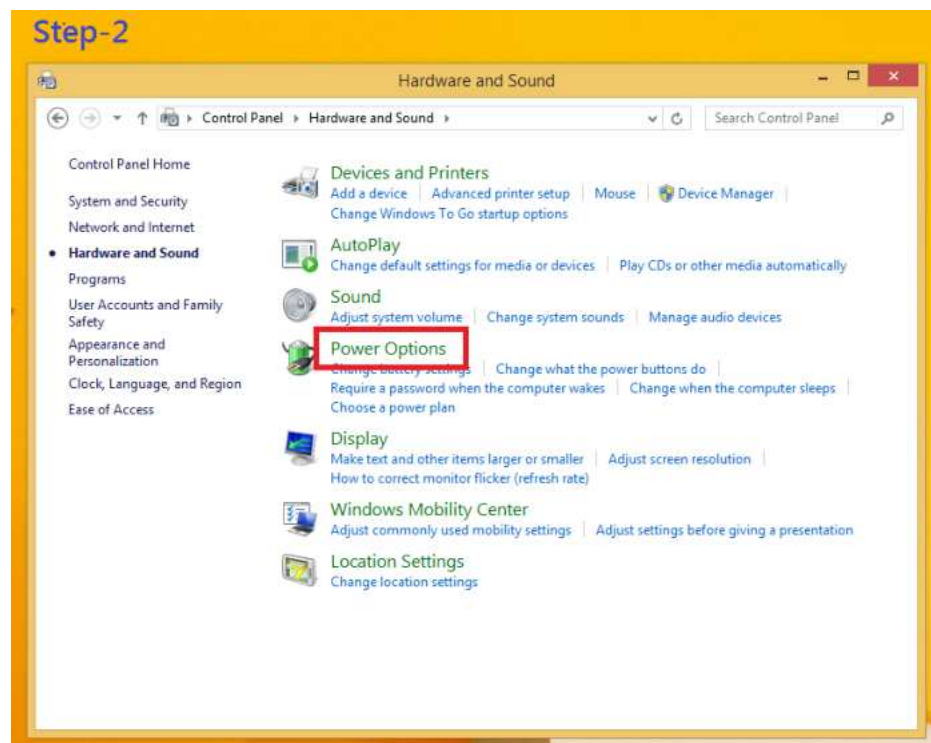 Step-2
Hardware and Sound
Control Panel Hardware and Sound
Search Control Panel
Control Panel Home
System and Security
Network and Internet
Hardware and Sound
Programs
User Accounts and Family
Safety
Appearance and
Personalization
Clock, Language, and Region
Ease of Access
Devices and Printers
Add a device Advanced printer setup Mouse Device Manager
Change Windows To Go startup options
AutoPlay
Change default settings for media or devices Play CDs or other media automatically
Sound
Adjust system volume Change system sounds Manage audio devices
Power Options
Change battery settings Change what the power buttons do
Require a password when the computer wakes Change when the computer sleeps
Choose a power plan
Display
Make text and other items larger or smaller Adjust screen resolution
How to correct monitor flicker (refresh rate)
Windows Mobility Center
Adjust commonly used mobility settings Adjust settings before giving a presentation
Location Settings
Change location settings